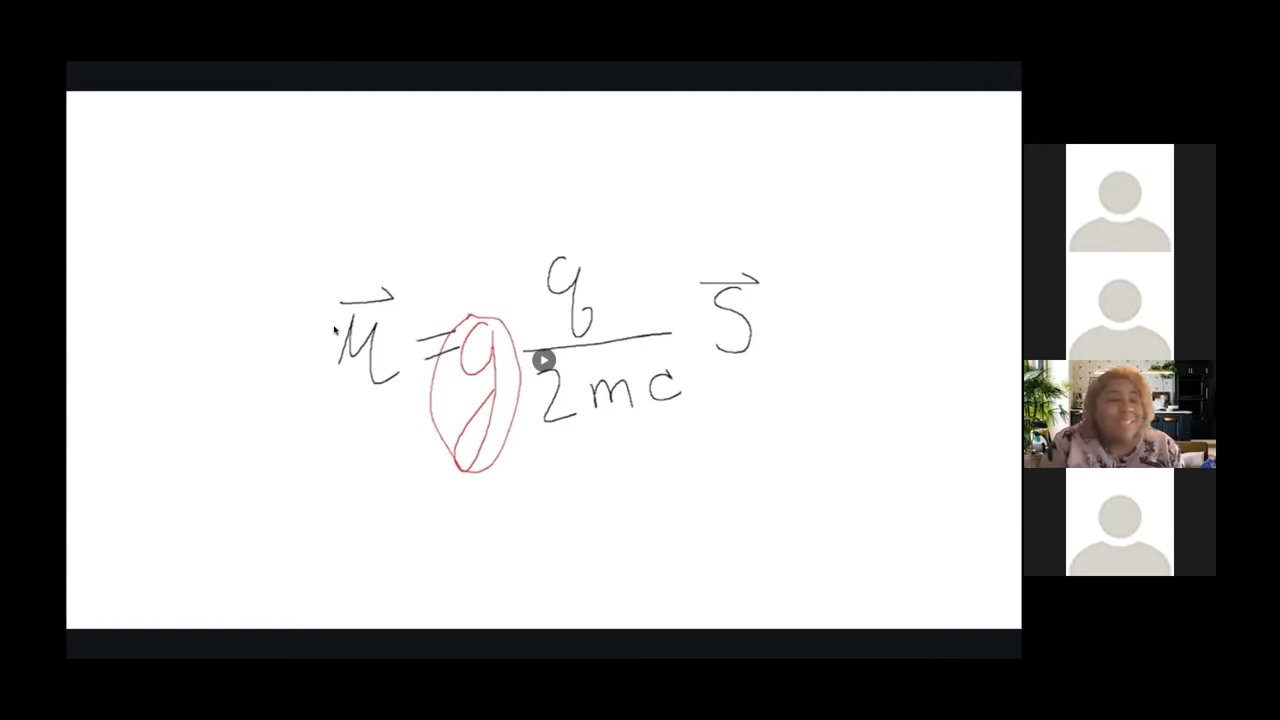 μ⃗ = g q / 2mc S⃗